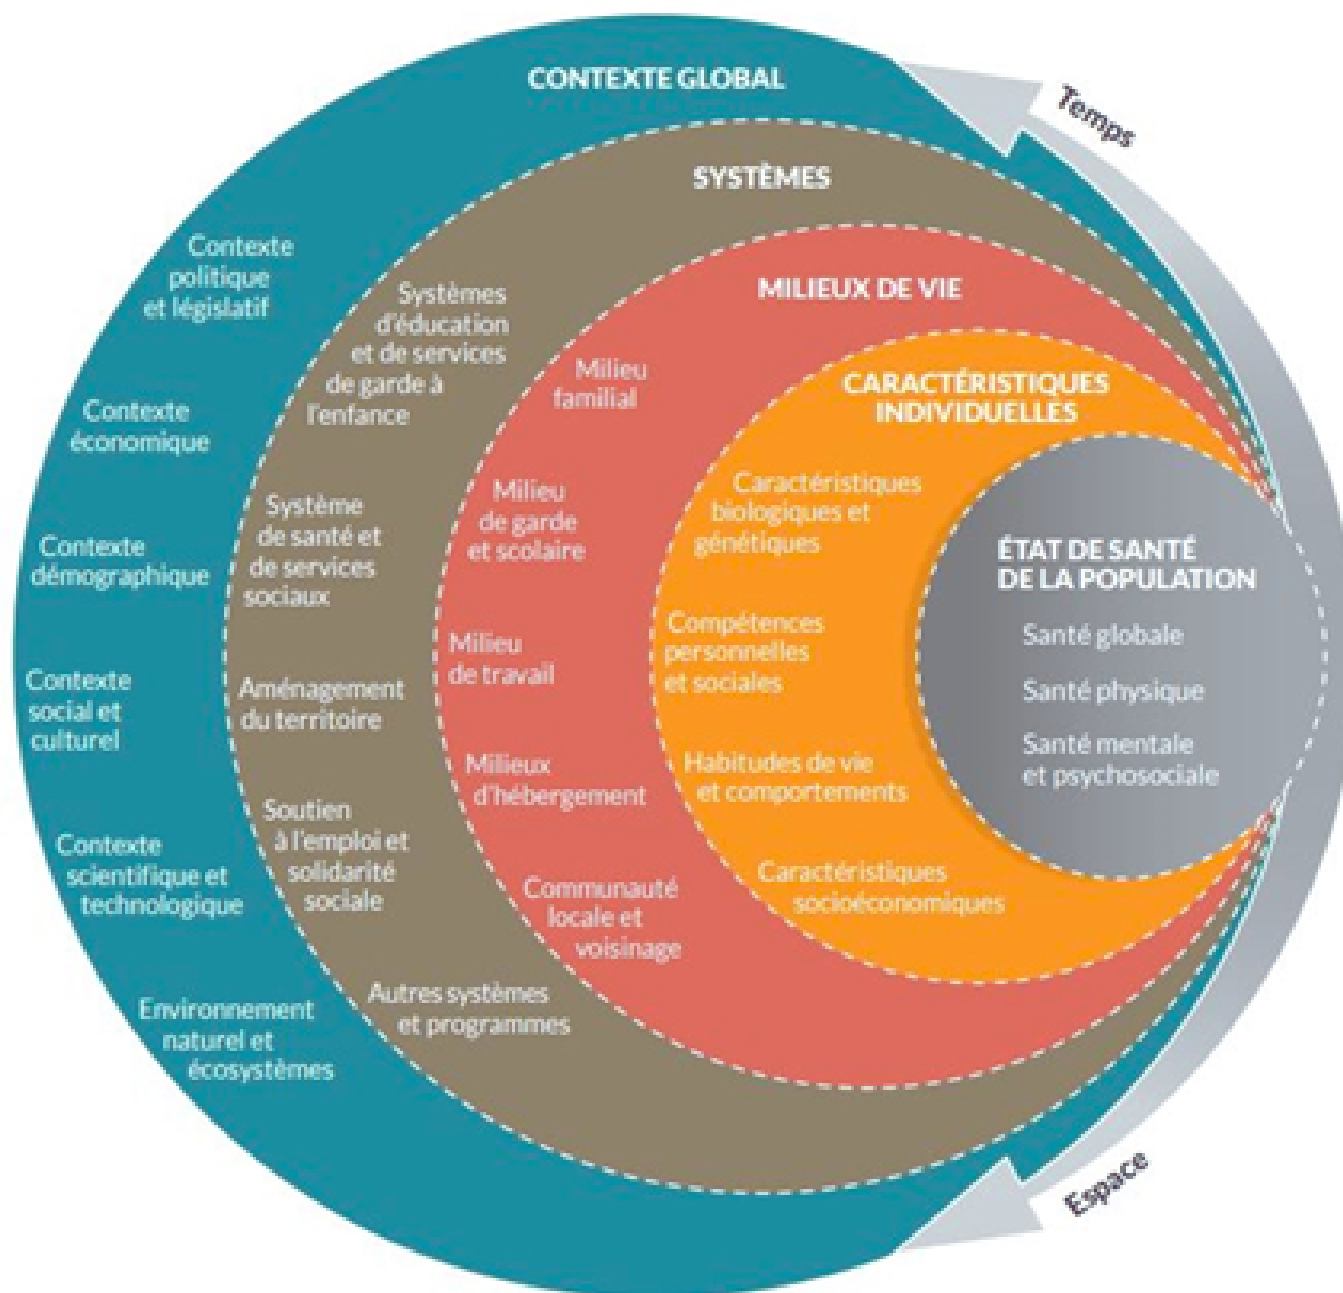 CONTEXTE GLOBAL
Temps
Contexte
politique
et législatif
Contexte
économique
Contexte
démographique
Contexte
social et
culturel
Contexte
scientifique et
technologique
Environnement
naturel et
écosystèmes
SYSTÈMES
Systèmes
d'éducation
et de services
de garde à
l'enfance
Système
de santé et
de services
sociaux
Aménagement
du territoire
Soutien
à l'emploi et
solidarité
sociale
Autres systèmes
et programmes
MILIEUX DE VIE
Milieu
familial
Milieu
de garde
et scolaire
Milieu
de travail
Milieux
d'hébergement
Communauté
locale et
voisinage
CARACTÉRISTIQUES
INDIVIDUELLES
Caractéristiques
biologiques et
génétiques
Compétences
personnelles
et sociales
Habitudes de vie
et comportements
Caractéristiques
socioéconomiques
ÉTAT DE SANTÉ
DE LA POPULATION
Santé globale
Santé physique
Santé mentale
et psychosociale
Espace